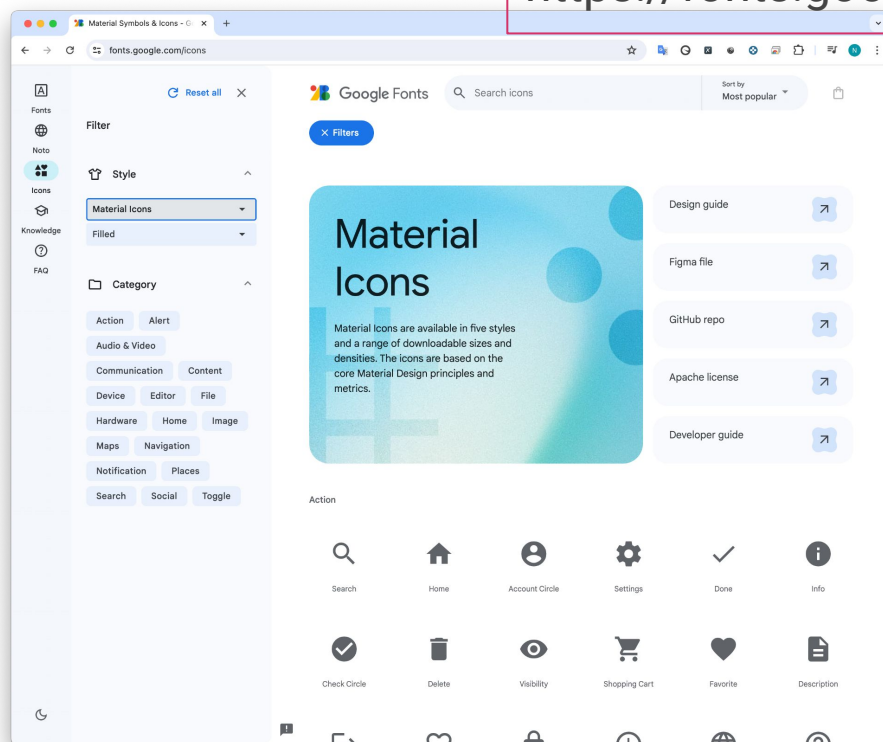 Material Symbols & Icons - G
fonts.google.com/icons
N
A
Fonts
Noto
Icons
Knowledge
FAQ
Reset all
Filter
Style
Material Icons
Filled
Category
Action Alert
Audio & Video
Communication Content
Device Editor File
Hardware Home Image
Maps Navigation
Notification Places
Search Social Toggle
Google Fonts
Search icons
Sort by
Most popular
Filters
Material
Icons
Material Icons are available in five styles
and a range of downloadable sizes and
densities. The icons are based on the
core Material Design principles and
metrics.
Design guide
Figma file
GitHub repo
Apache license
Developer guide
Action
Search Home Account Circle Settings Done Info
Check Circle Delete Visibility Shopping Cart Favorite Description